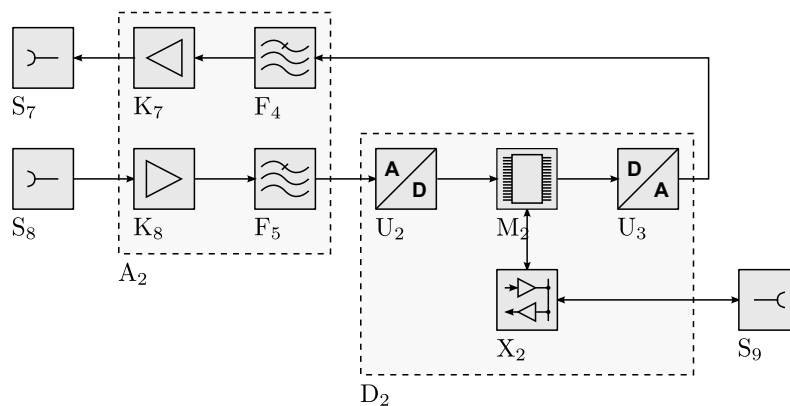 S₇ K₇ F₄
A D D A
S₈ K₈ F₅ U₂ M₂ U₃
A₂
X₂ S₉
D₂